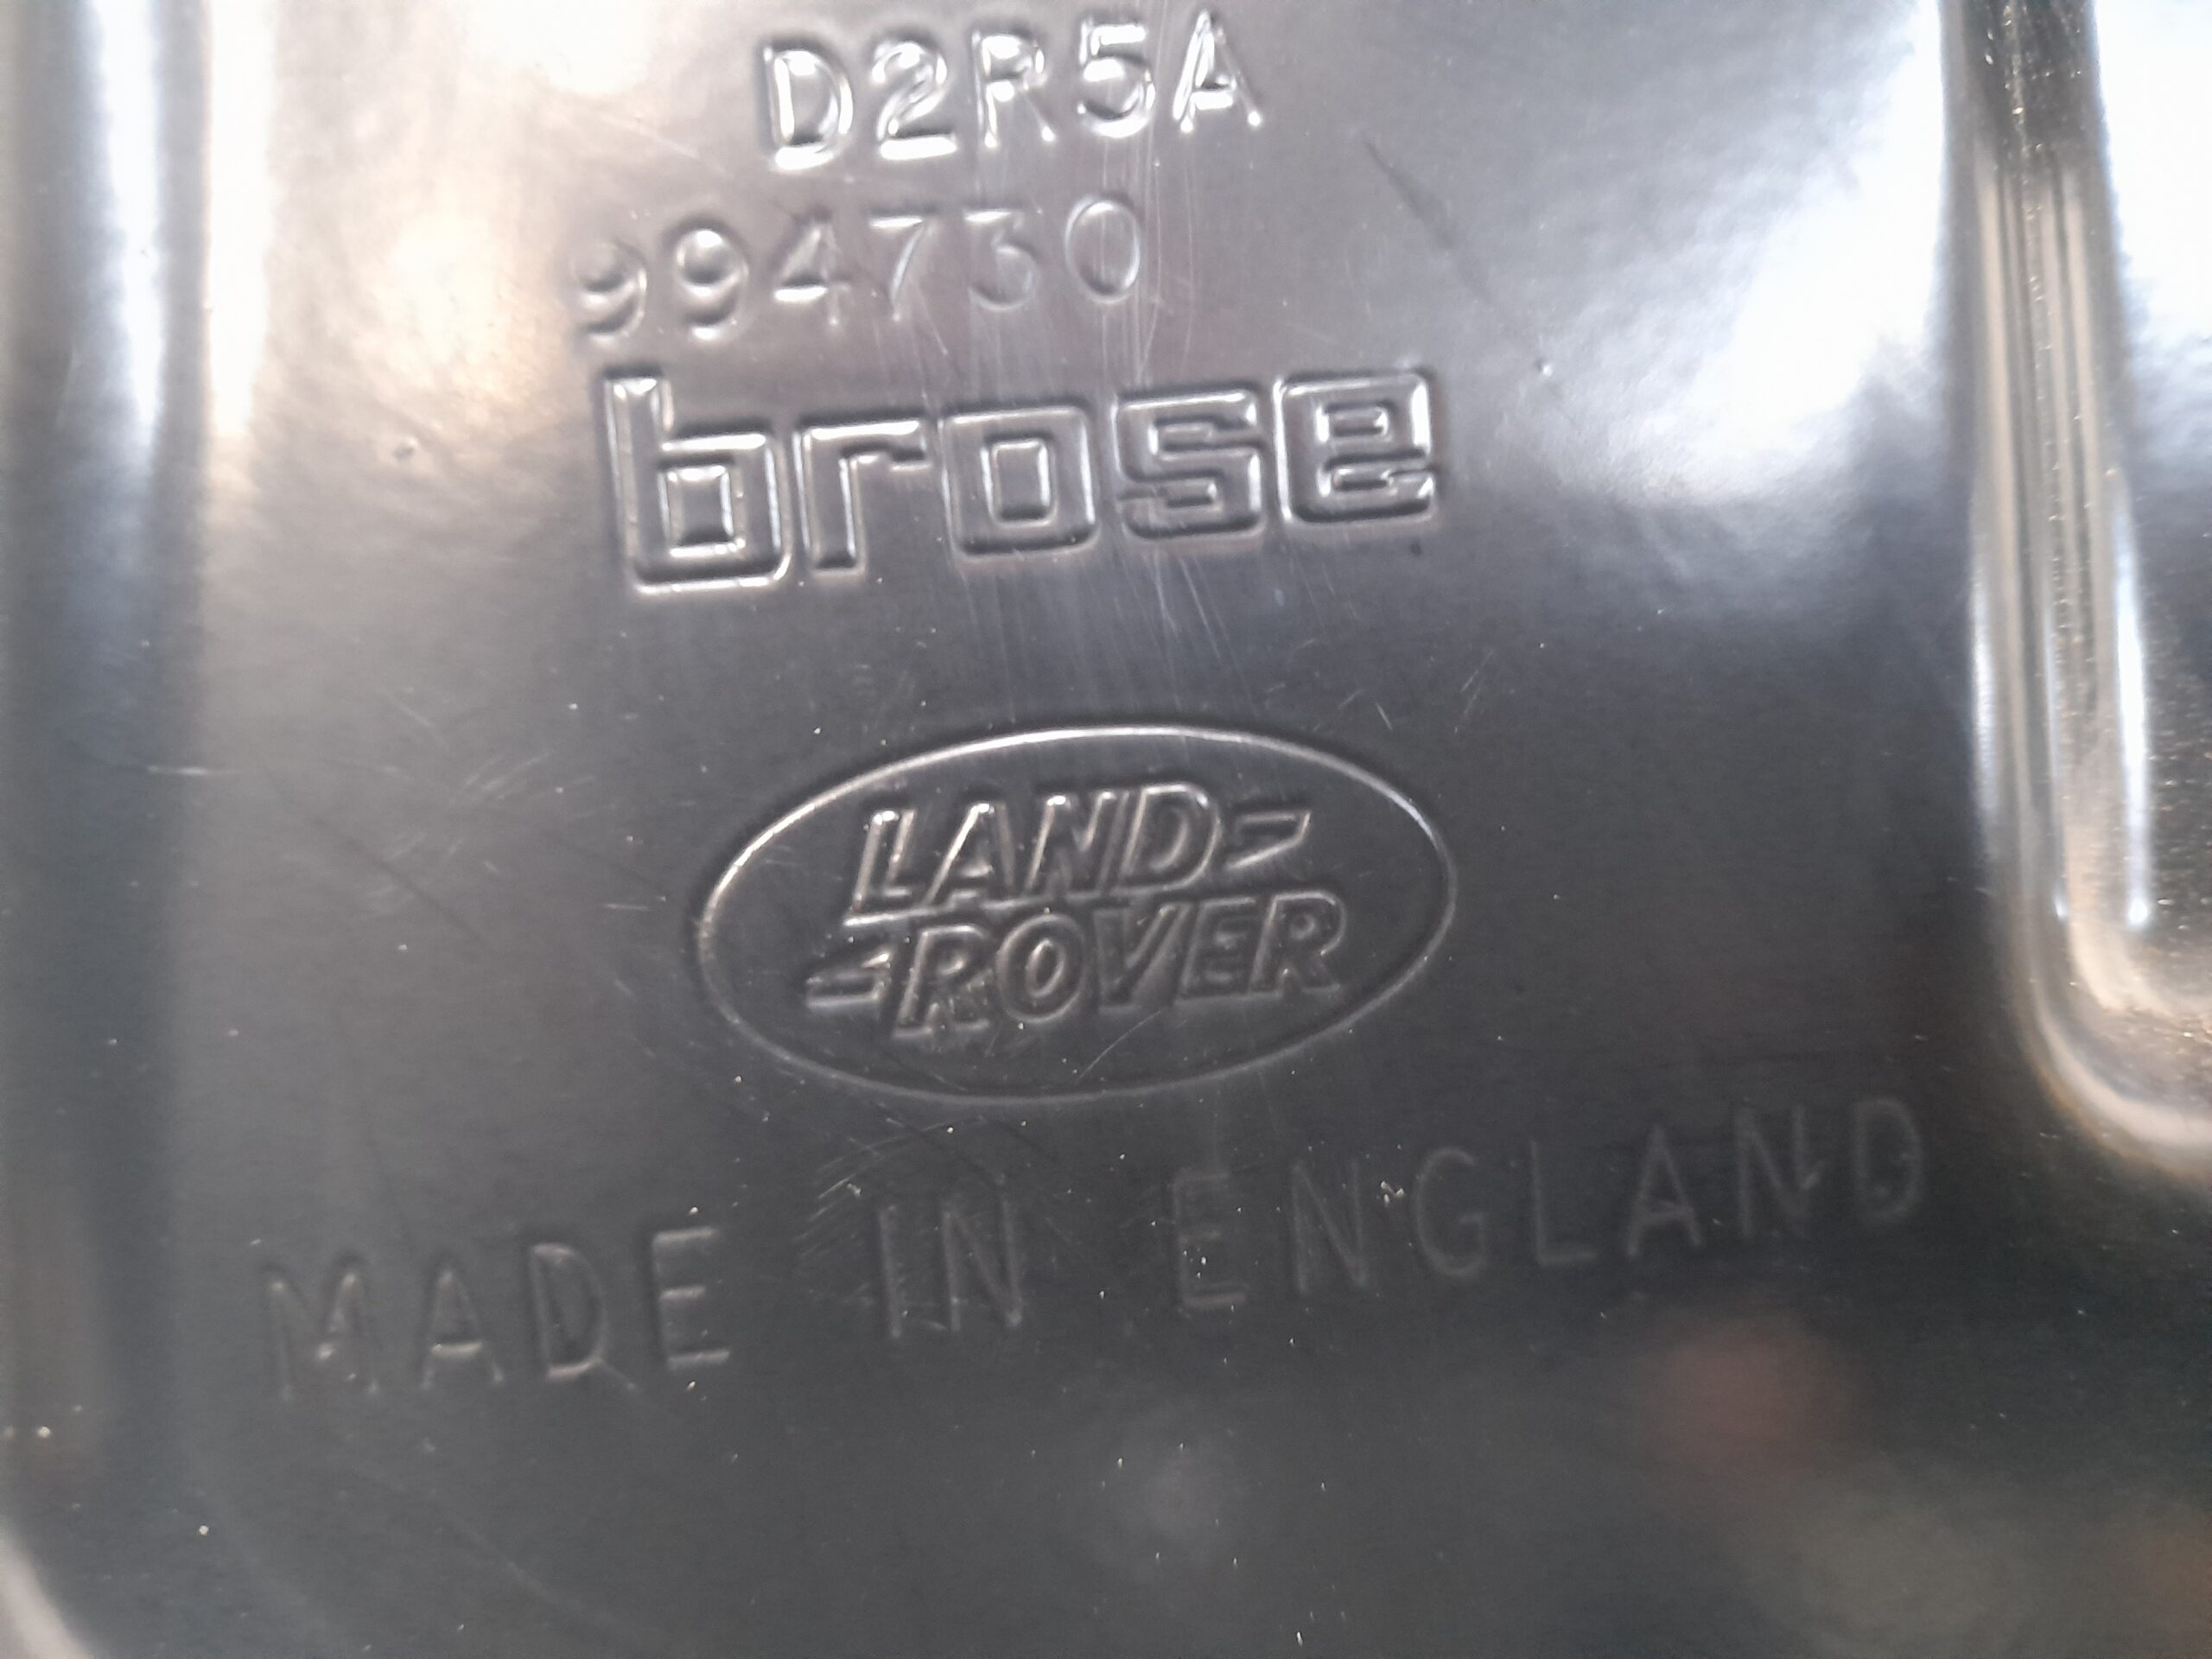 D2R5A
994730
brose
LAND
ROVER
MADE IN ENGLAND